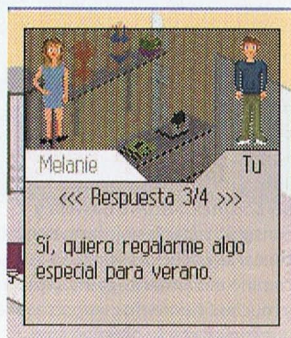 Melanie Tu
<<< Respuesta 3/4 >>>
Sí, quiero regalarme algo
especial para verano.